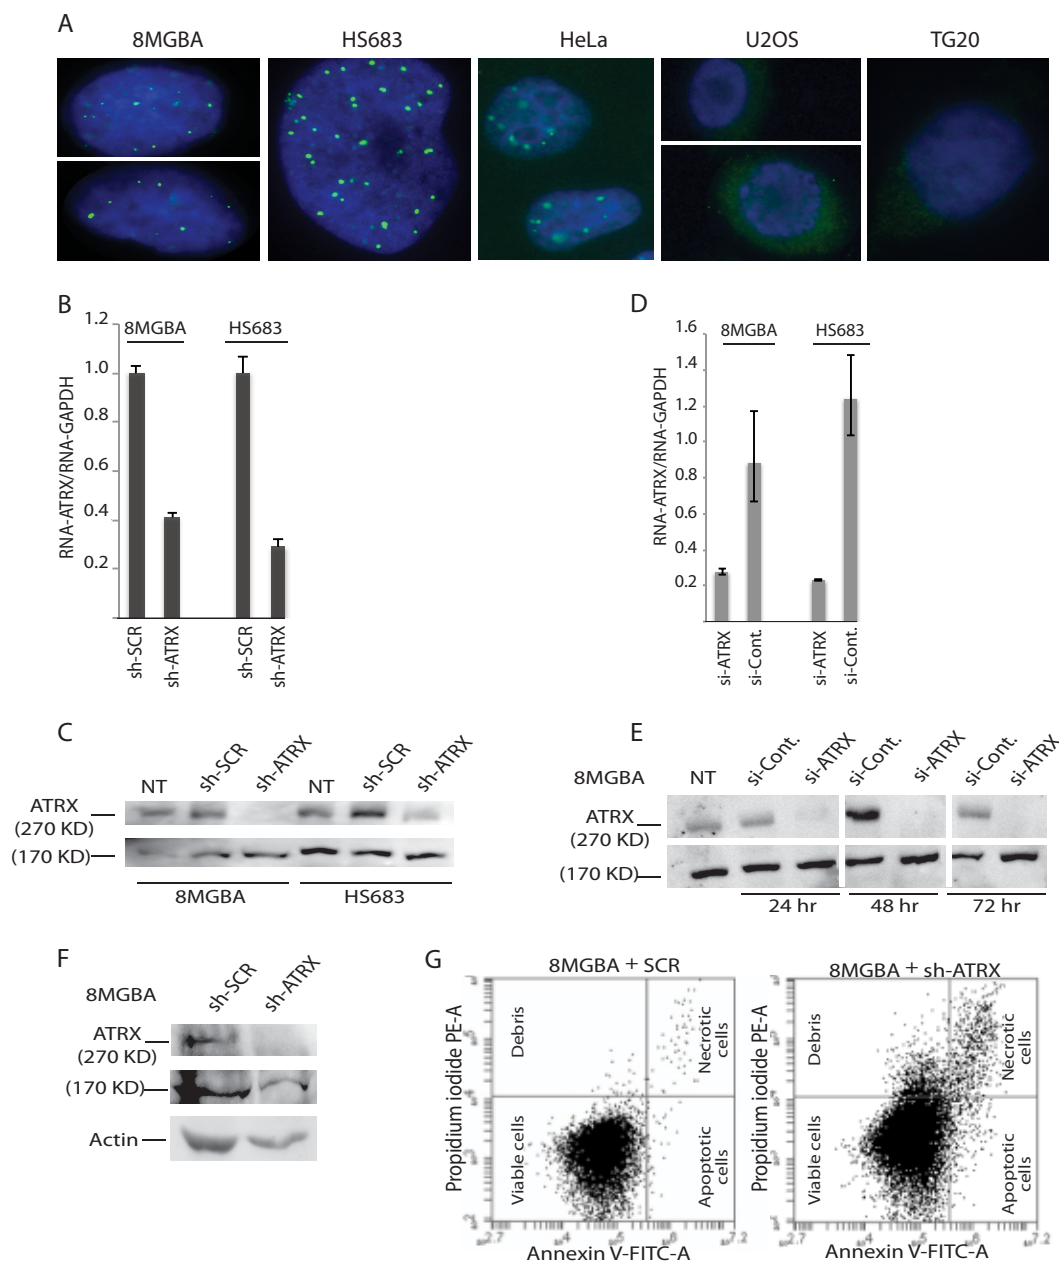 A
8MGBA HS683 HeLa U2OS TG20
B
8MGBA HS683
1.2
1.0
0.8
0.6
0.4
0.2
RNA-ATRX/RNA-GAPDH
sh-SCR sh-ATRX sh-SCR sh-ATRX
D
8MGBA HS683
1.6
1.4
1.2
1.0
0.8
0.6
0.4
0.2
RNA-ATRX/RNA-GAPDH
si-ATRX si-Cont. si-ATRX si-Cont.
C
NT sh-SCR sh-ATRX NT sh-SCR sh-ATRX
ATRX
(270 KD)
(170 KD)
8MGBA HS683
E
8MGBA NT si-Cont. si-ATRX si-Cont. si-ATRX si-Cont. si-ATRX
ATRX
(270 KD)
(170 KD)
24 hr 48 hr 72 hr
F
8MGBA sh-SCR sh-ATRX
ATRX
(270 KD)
(170 KD)
Actin
G
8MGBA + SCR
Propidium iodide PE-A
Debris
Necrotic
cells
Viable cells
Apoptotic
cells
Annexin V-FITC-A
8MGBA + sh-ATRX
Propidium iodide PE-A
Debris
Necrotic
cells
Viable cells
Apoptotic
cells
Annexin V-FITC-A